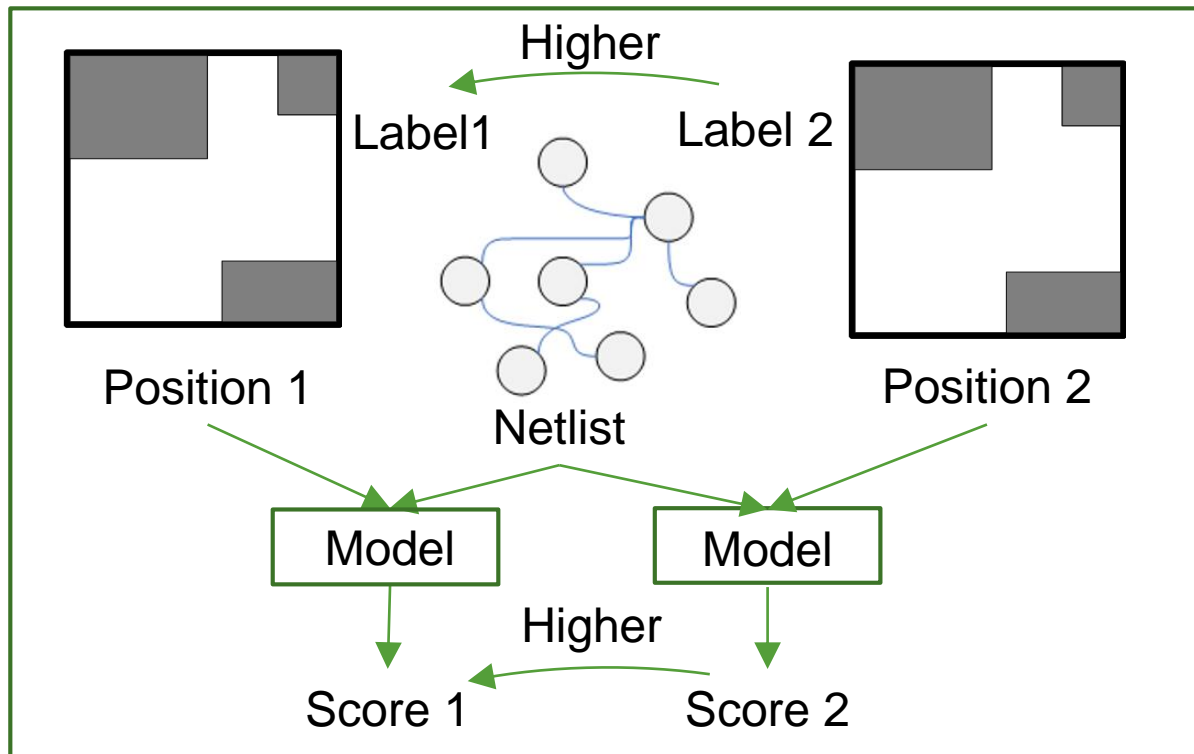 Higher
Label1
Label 2
Position 1
Netlist
Position 2
Model
Model
Higher
Score 1
Score 2